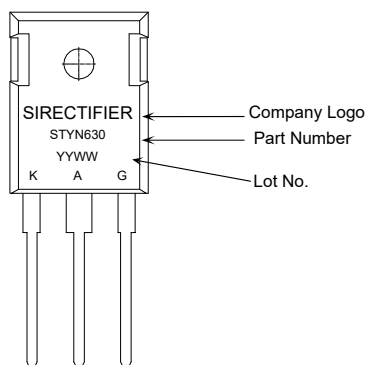 SIRECTIFIER
STYN630
YYWW
K A G
Company Logo
Part Number
Lot No.